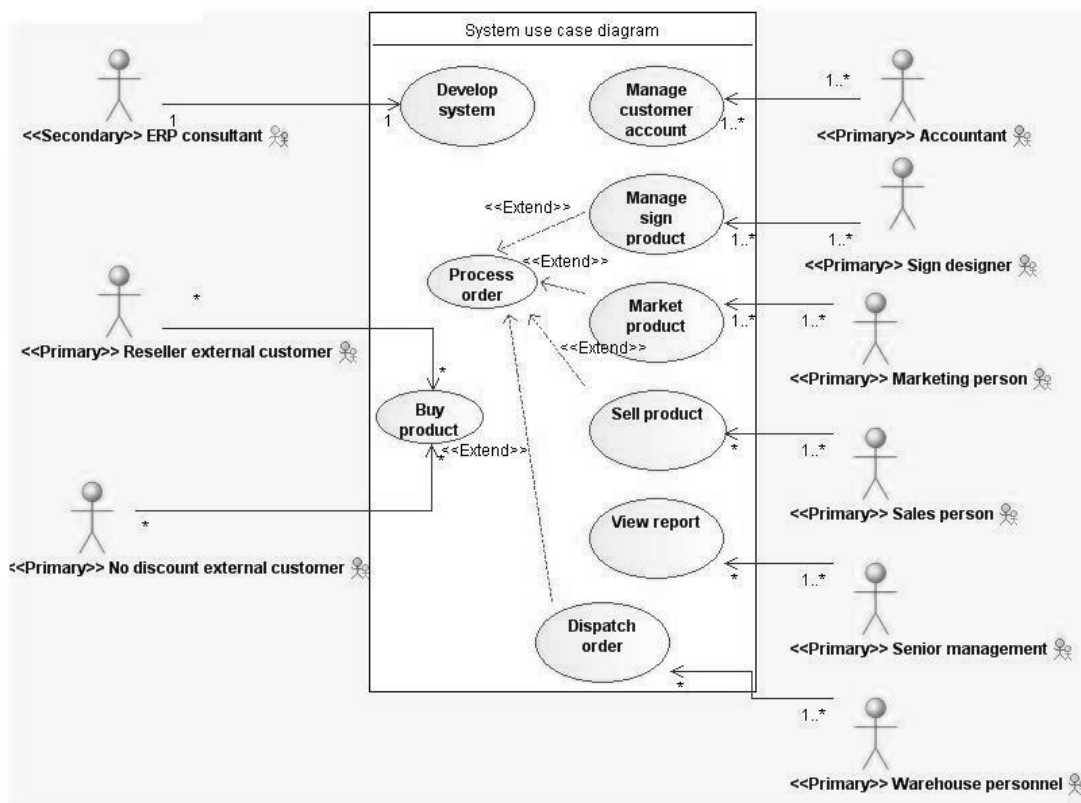 System use case diagram
Develop
system
1
1
<<Secondary>> ERP consultant
Manage
customer
account
1..*
1..*
<<Primary>> Accountant
Manage
sign
product
<<Extend>>
1..*
1..*
<<Primary>> Sign designer
Process
order
<<Extend>>
Market
product
1..*
1..*
<<Primary>> Marketing person
*
<<Primary>> Reseller external customer
*
<<Extend>>
Buy
product
*
<<Extend>>
Sell product
*
1..*
<<Primary>> Sales person
*
<<Primary>> No discount external customer
View report
*
1..*
<<Primary>> Senior management
Dispatch
order
*
1..*
<<Primary>> Warehouse personnel